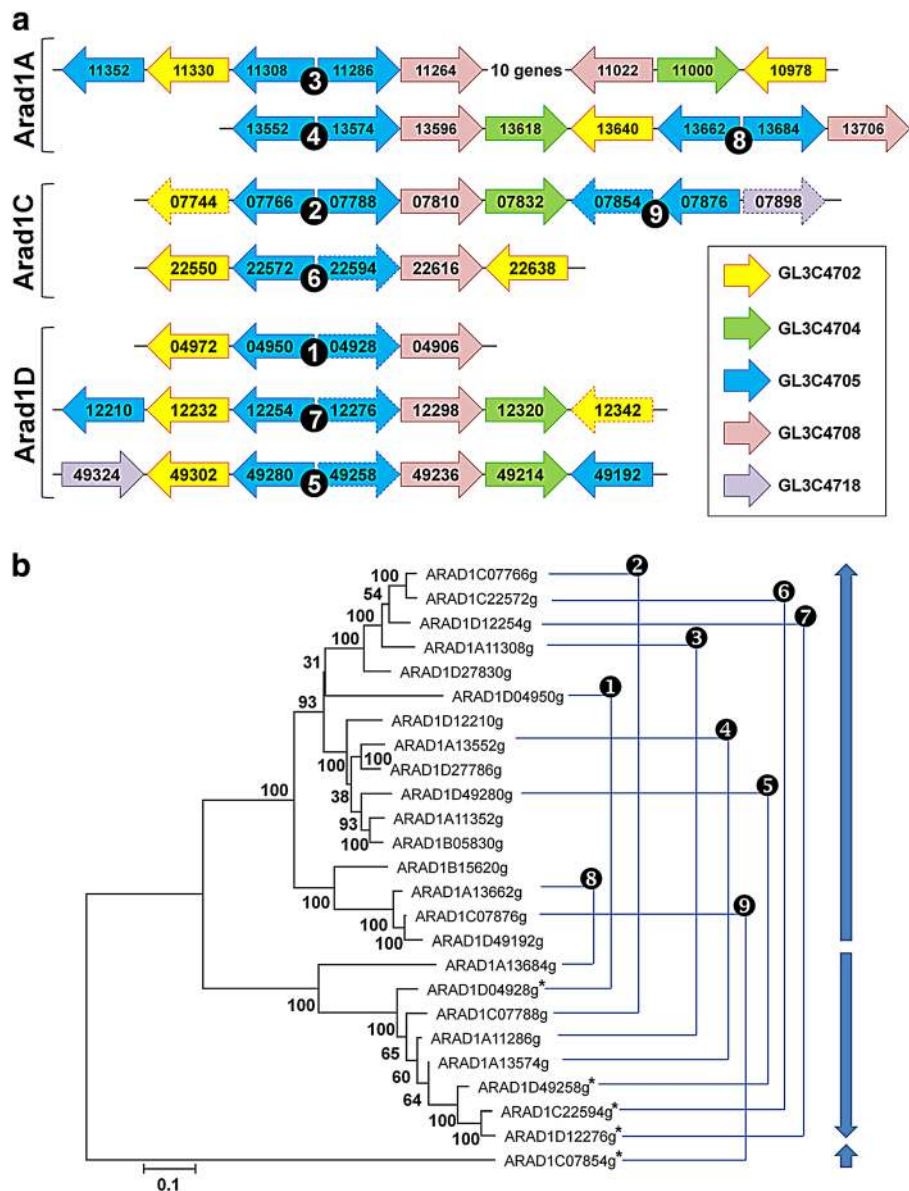 a
Arad1A
11352 11330 11308 11286 11264 10 genes 11022 11000 10978
3
13552 13574 13596 13618 13640 13662 13684 13706
4 8
Arad1C
07744 07766 07788 07810 07832 07854 07876 07898
2 9
22550 22572 22594 22616 22638
6
Arad1D
04972 04950 04928 04906
1
12210 12232 12254 12276 12298 12320 12342
7
49324 49302 49280 49258 49236 49214 49192
5
GL3C4702
GL3C4704
GL3C4705
GL3C4708
GL3C4718
b
100 ARAD1C07766g 2
54 ARAD1C22572g 6
100 ARAD1D12254g 7
ARAD1A11308g 3
31 ARAD1D27830g
93 ARAD1D04950g 1
ARAD1D12210g
ARAD1A13552g 4
100 100 ARAD1D27786g
100 38 ARAD1D49280g 5
93 ARAD1A11352g
100 ARAD1B05830g
ARAD1B15620g
100 ARAD1A13662g 8
100 ARAD1C07876g 9
100 ARAD1D49192g
ARAD1A13684g
100 ARAD1D04928g*
100 ARAD1C07788g
65 ARAD1A11286g
60 ARAD1A13574g
64 ARAD1D49258g*
100 ARAD1C22594g*
100 ARAD1D12276g*
ARAD1C07854g*
0.1